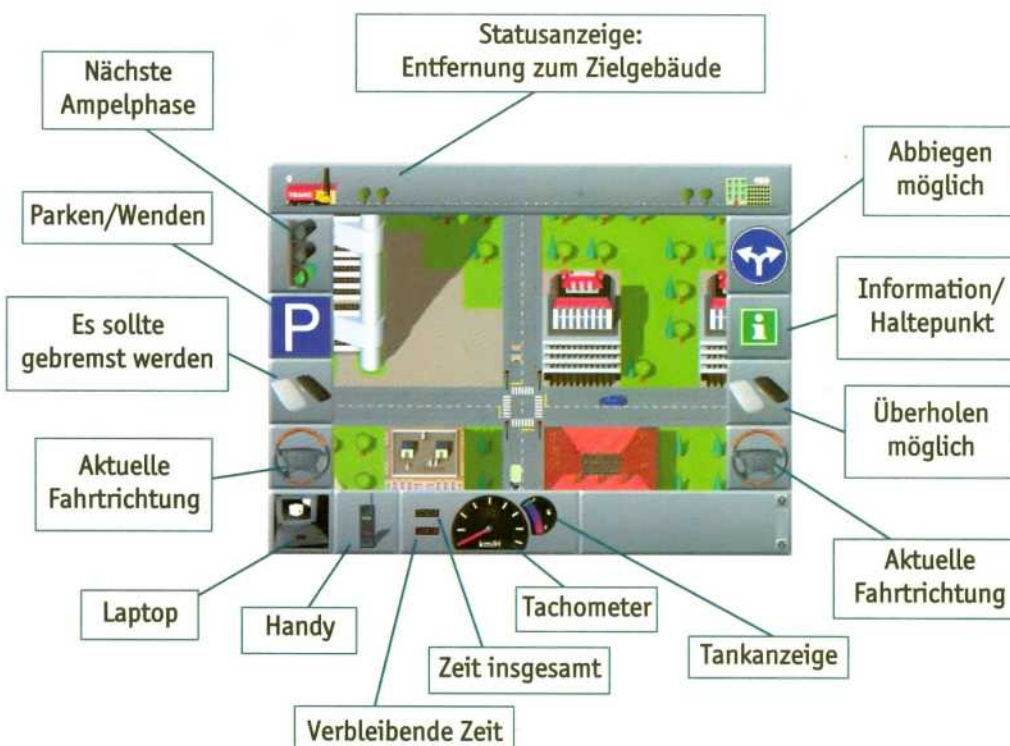 Statusanzeige:
Entfernung zum Zielgebäude
Nächste
Ampelphase
Abbiegen
möglich
Parken/Wenden
Information/
Haltepunkt
Es sollte
gebremst werden
Überholen
möglich
Aktuelle
Fahrtrichtung
P
i
km/H
Aktuelle
Fahrtrichtung
Laptop
Handy
Tachometer
Zeit insgesamt
Tankanzeige
Verbleibende Zeit